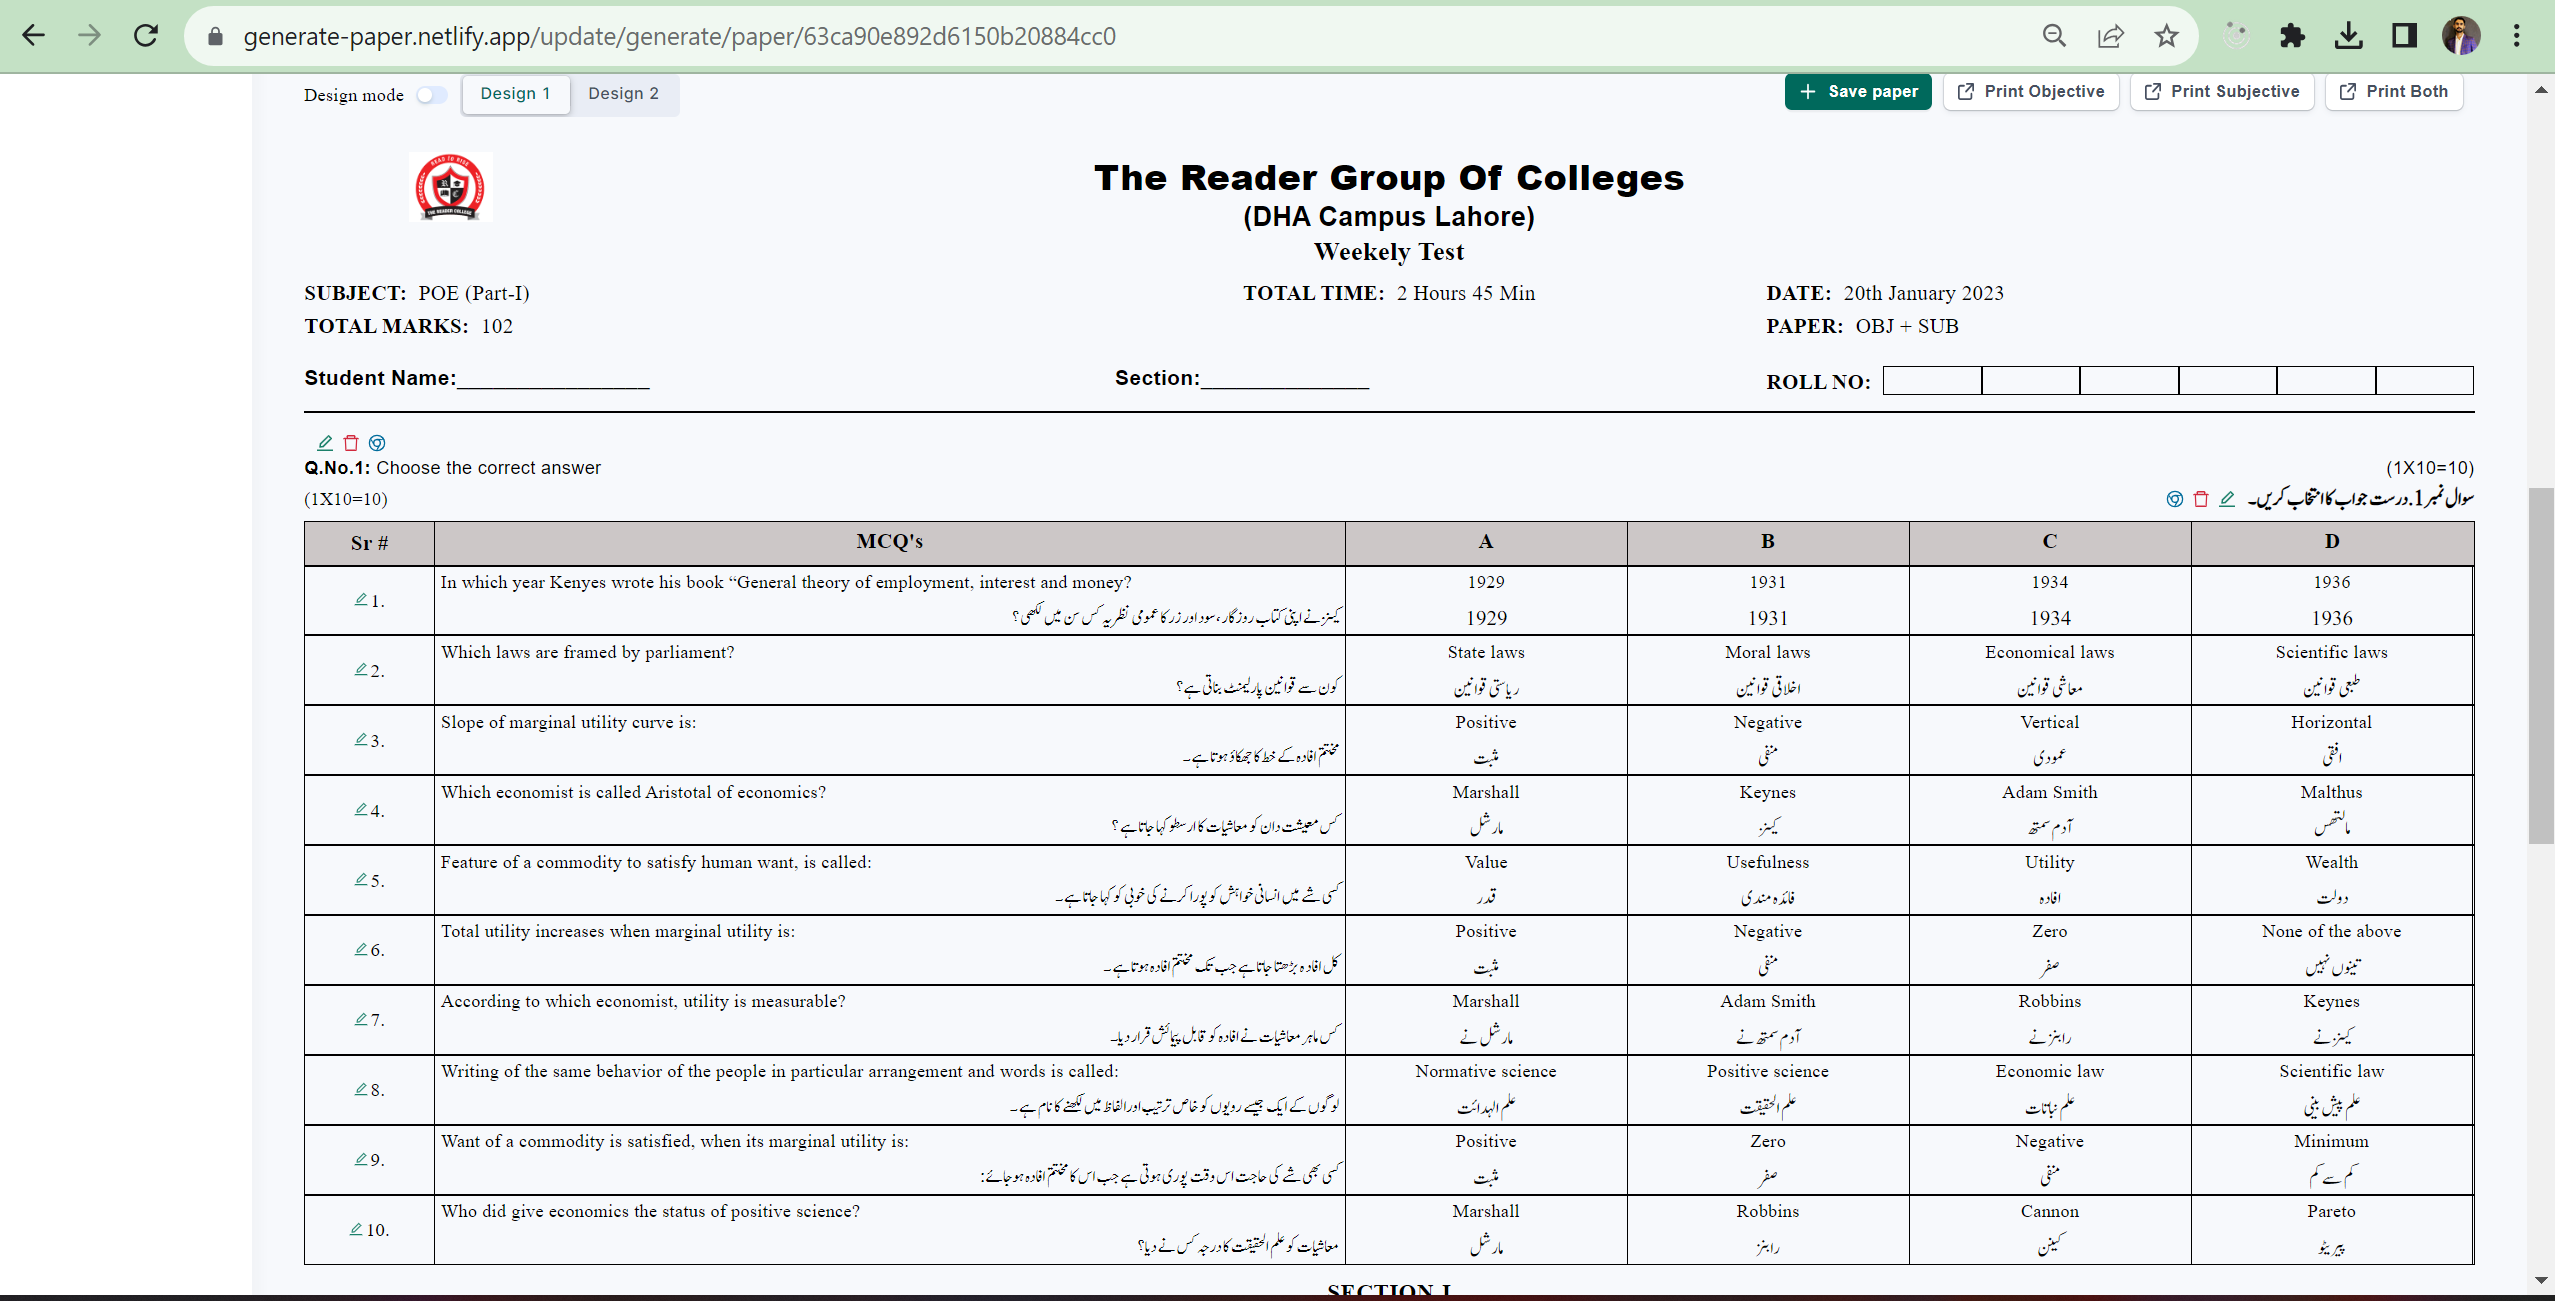 generate-paper.netlify.app/update/generate/paper/63ca90e892d6150b20884cc0
Design mode Design 1 Design 2 + Save paper Print Objective Print Subjective Print Both
READ TO RISE
R C
THE READER COLLEGE
The Reader Group Of Colleges
(DHA Campus Lahore)
Weekely Test
SUBJECT: POE (Part-I) TOTAL TIME: 2 Hours 45 Min DATE: 20th January 2023
TOTAL MARKS: 102 PAPER: OBJ + SUB
Student Name:________________ Section:______________ ROLL NO:
Q.No.1: Choose the correct answer (1X10=10)
(1X10=10) سوال نمبر 1.درست جواب کا انتخاب کریں۔
Sr # MCQ's A B C D
1. In which year Kenyes wrote his book “General theory of employment, interest and money? 1929 1931 1934 1936
کینز نے اپنی کتاب روزگار، سود اور زر کا عمومی نظریہ کس سن میں لکھی؟ 1929 1931 1934 1936
2. Which laws are framed by parliament? State laws Moral laws Economical laws Scientific laws
کون سے قوانین پارلیمنٹ بناتی ہے؟ ریاستی قوانین اخلاقی قوانین معاشی قوانین طبعی قوانین
3. Slope of marginal utility curve is: Positive Negative Vertical Horizontal
مختتم افادہ کے خط کا جھکاؤ ہوتا ہے۔ مثبت منفی عمودی افقی
4. Which economist is called Aristotal of economics? Marshall Keynes Adam Smith Malthus
کس معیشت دان کو معاشیات کا ارسطو کہا جاتا ہے؟ مارشل کینز آدم سمتھ مالتھس
5. Feature of a commodity to satisfy human want, is called: Value Usefulness Utility Wealth
کسی شے میں انسانی خواہش کو پورا کرنے کی خوبی کو کہا جاتا ہے۔ قدر فائدہ مندی افادہ دولت
6. Total utility increases when marginal utility is: Positive Negative Zero None of the above
کل افادہ بڑھتا جاتا ہے جب تک مختتم افادہ ہوتا ہے۔ مثبت منفی صفر تینوں نہیں
7. According to which economist, utility is measurable? Marshall Adam Smith Robbins Keynes
کس ماہر معاشیات نے افادہ کو قابل پیمائش قرار دیا۔ مارشل نے آدم سمتھ نے رابنز نے کینز نے
8. Writing of the same behavior of the people in particular arrangement and words is called: Normative science Positive science Economic law Scientific law
لوگوں کے ایک جیسے رویوں کو خاص ترتیب اور الفاظ میں لکھنے کا نام ہے۔ علم الہدائت علم الحقیقت علم نباتات علم پیش بینی
9. Want of a commodity is satisfied, when its marginal utility is: Positive Zero Negative Minimum
کسی بھی شے کی حاجت اس وقت پوری ہوتی ہے جب اس کا مختتم افادہ ہو جائے: مثبت صفر منفی کم سے کم
10. Who did give economics the status of positive science? Marshall Robbins Cannon Pareto
معاشیات کو علم الحقیقت کا درجہ کس نے دیا؟ مارشل رابنز کینن پیریٹو
SECTION I